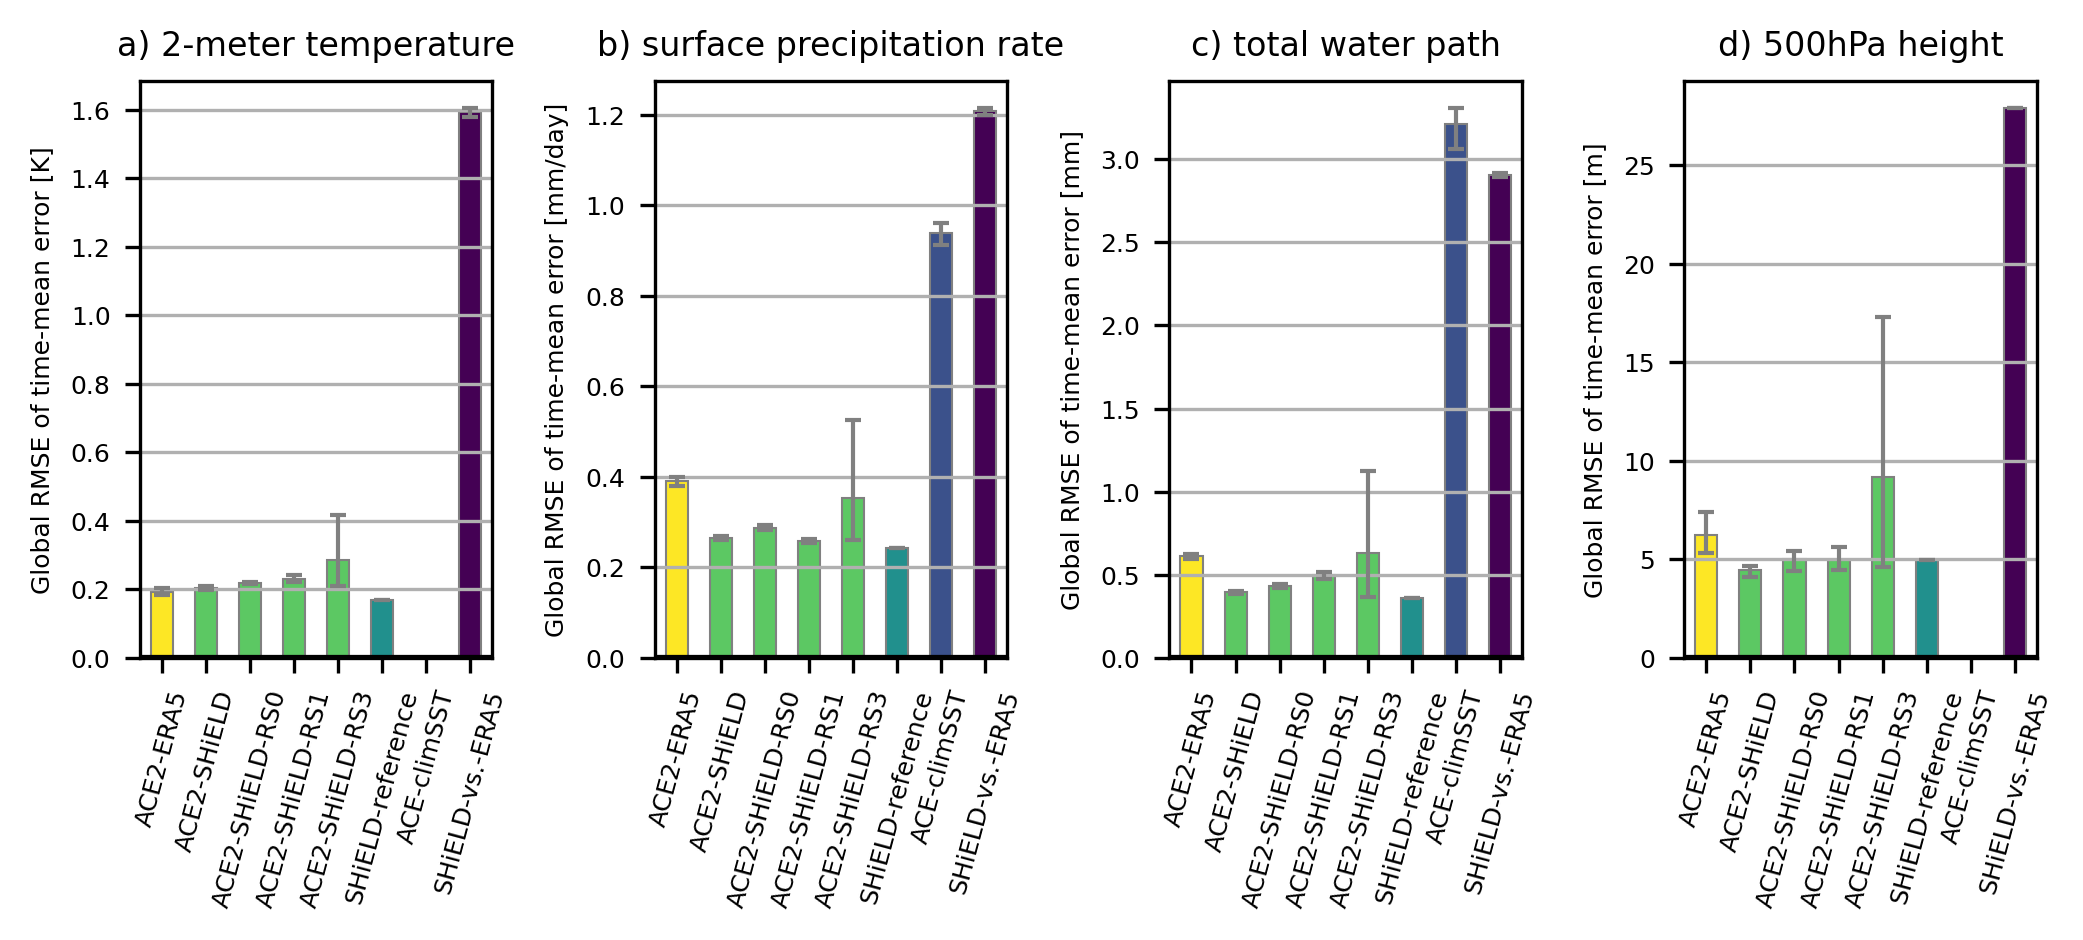 a) 2-meter temperature
Global RMSE of time-mean error [K]
1.6
1.4
1.2
1.0
0.8
0.6
0.4
0.2
0.0
ACE2-ERA5
ACE2-SHiELD
ACE2-SHiELD-RS0
ACE2-SHiELD-RS1
ACE2-SHiELD-RS3
SHiELD-reference
ACE-climSST
SHiELD-vs.-ERA5
b) surface precipitation rate
Global RMSE of time-mean error [mm/day]
1.2
1.0
0.8
0.6
0.4
0.2
0.0
ACE2-ERA5
ACE2-SHiELD
ACE2-SHiELD-RS0
ACE2-SHiELD-RS1
ACE2-SHiELD-RS3
SHiELD-reference
ACE-climSST
SHiELD-vs.-ERA5
c) total water path
Global RMSE of time-mean error [mm]
3.0
2.5
2.0
1.5
1.0
0.5
0.0
ACE2-ERA5
ACE2-SHiELD
ACE2-SHiELD-RS0
ACE2-SHiELD-RS1
ACE2-SHiELD-RS3
SHiELD-reference
ACE-climSST
SHiELD-vs.-ERA5
d) 500hPa height
Global RMSE of time-mean error [m]
25
20
15
10
5
0
ACE2-ERA5
ACE2-SHiELD
ACE2-SHiELD-RS0
ACE2-SHiELD-RS1
ACE2-SHiELD-RS3
SHiELD-reference
ACE-climSST
SHiELD-vs.-ERA5